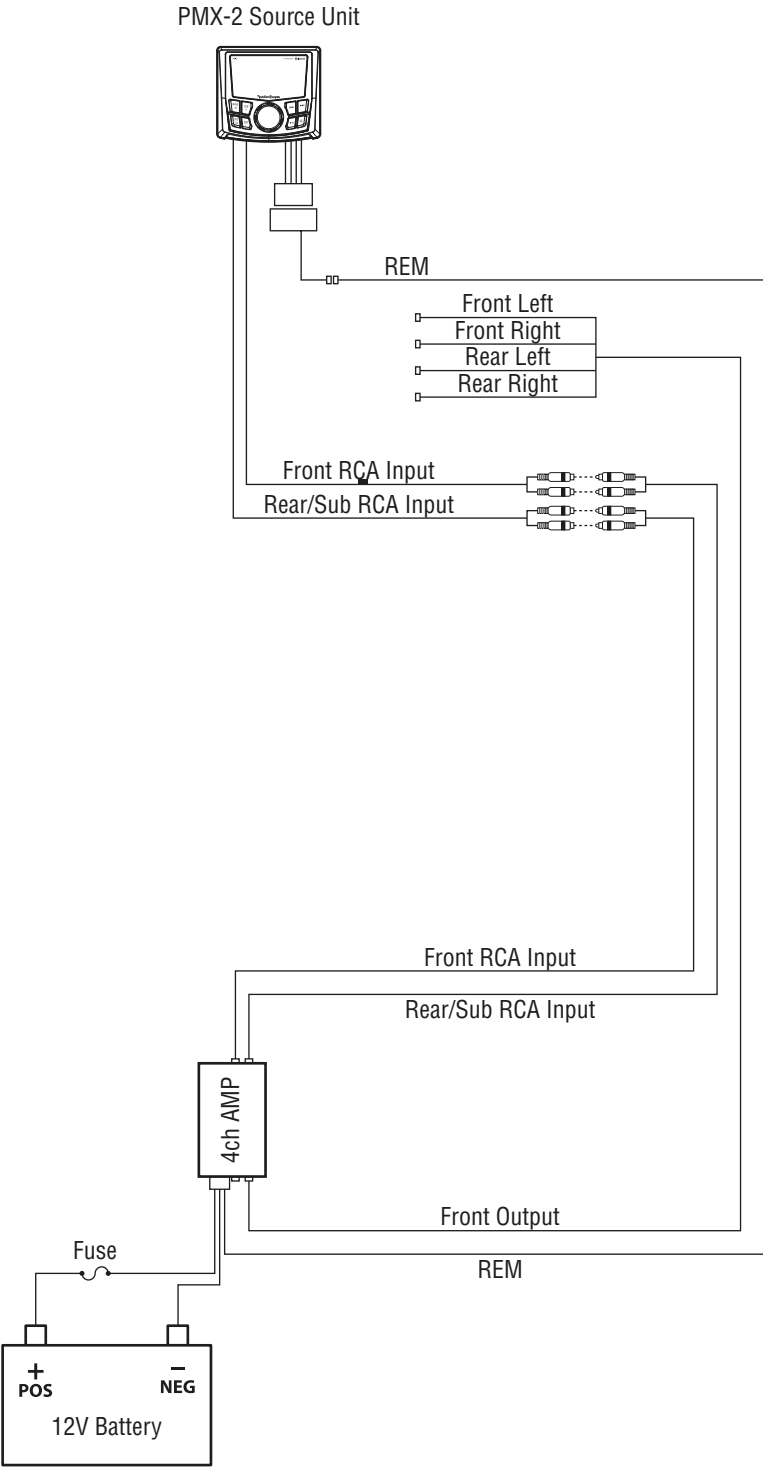 PMX-2 Source Unit
REM
Front Left
Front Right
Rear Left
Rear Right
Front RCA Input
Rear/Sub RCA Input
Front RCA Input
Rear/Sub RCA Input
4ch AMP
Front Output
Fuse
REM
+ −
POS NEG
12V Battery